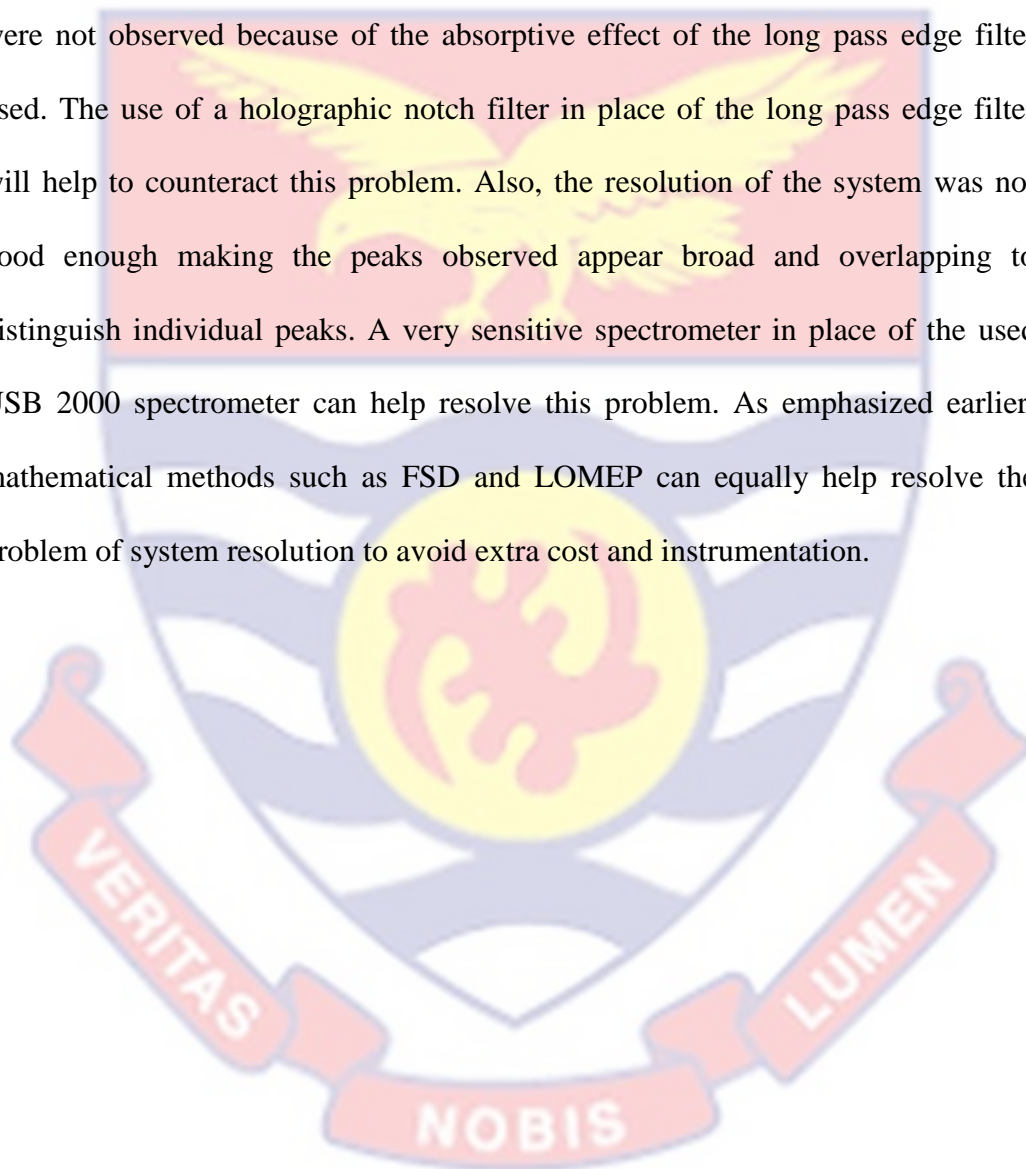 were not observed because of the absorptive effect of the long pass edge filte
used. The use of a holographic notch filter in place of the long pass edge filte
will help to counteract this problem. Also, the resolution of the system was no
good enough making the peaks observed appear broad and overlapping to
distinguish individual peaks. A very sensitive spectrometer in place of the used
USB 2000 spectrometer can help resolve this problem. As emphasized earlier
mathematical methods such as FSD and LOMEP can equally help resolve the
problem of system resolution to avoid extra cost and instrumentation.
VERITAS
NOBIS
LUMEN